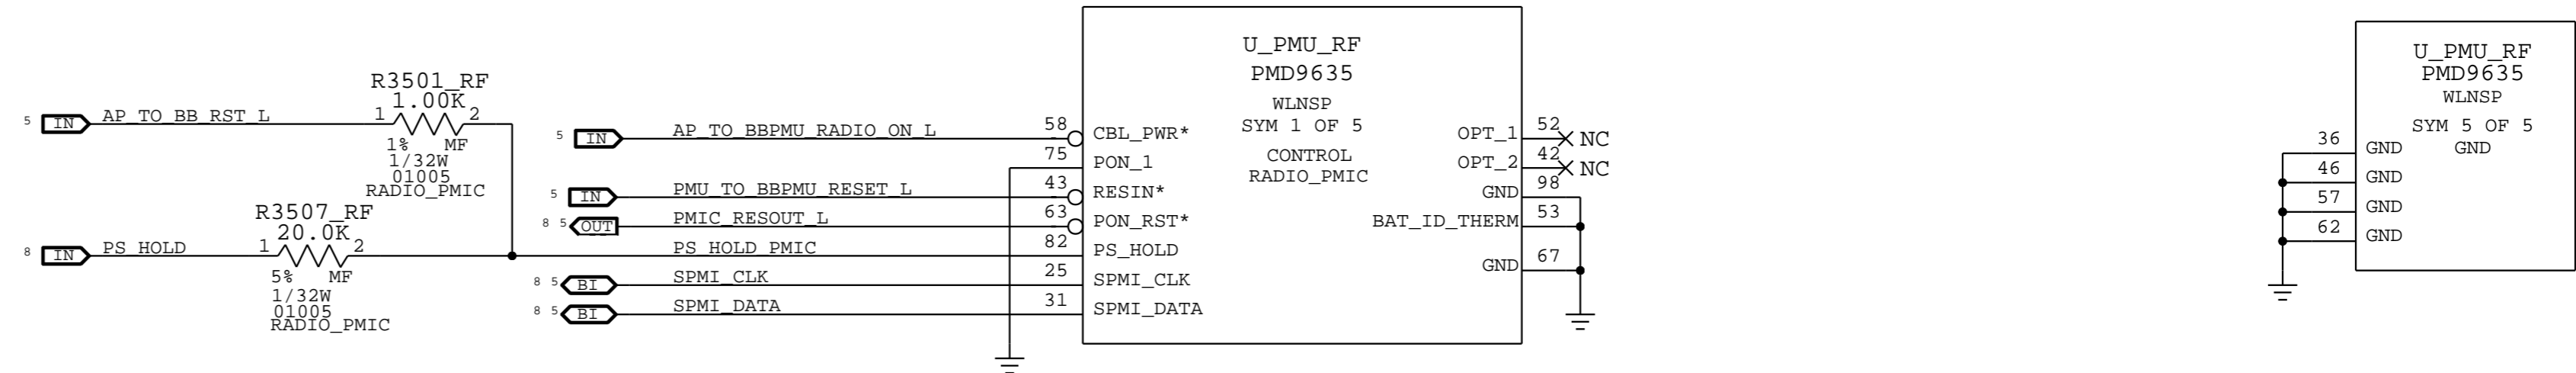 5 IN AP_TO_BB_RST_L
R3501_RF
1.00K
1 2
1% MF
1/32W
01005
RADIO_PMIC
8 IN PS_HOLD
R3507_RF
20.0K
1 2
5% MF
1/32W
01005
RADIO_PMIC
5 IN AP_TO_BBPMU_RADIO_ON_L 58 CBL_PWR*
75 PON_1
5 IN PMU_TO_BBPMU_RESET_L 43 RESIN*
8 5 OUT PMIC_RESOUT_L 63 PON_RST*
PS_HOLD_PMIC 82 PS_HOLD
8 5 BI SPMI_CLK 25 SPMI_CLK
8 5 BI SPMI_DATA 31 SPMI_DATA
U_PMU_RF
PMD9635
WLNSP
SYM 1 OF 5
CONTROL
RADIO_PMIC
OPT_1 52 NC
OPT_2 42 NC
GND 98
BAT_ID_THERM 53
GND 67
U_PMU_RF
PMD9635
WLNSP
SYM 5 OF 5
GND
36 GND
46 GND
57 GND
62 GND